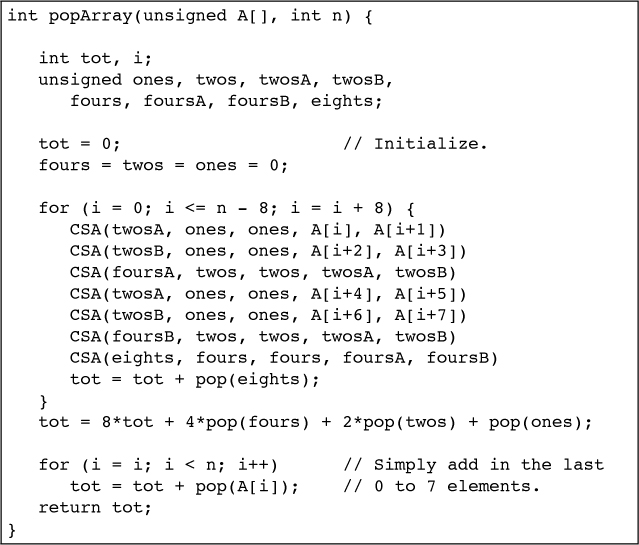 int popArray(unsigned A[], int n) {
int tot, i;
unsigned ones, twos, twosA, twosB,
fours, foursA, foursB, eights;
tot = 0; // Initialize.
fours = twos = ones = 0;
for (i = 0; i <= n - 8; i = i + 8) {
CSA(twosA, ones, ones, A[i], A[i+1])
CSA(twosB, ones, ones, A[i+2], A[i+3])
CSA(foursA, twos, twos, twosA, twosB)
CSA(twosA, ones, ones, A[i+4], A[i+5])
CSA(twosB, ones, ones, A[i+6], A[i+7])
CSA(foursB, twos, twos, twosA, twosB)
CSA(eights, fours, fours, foursA, foursB)
tot = tot + pop(eights);
}
tot = 8*tot + 4*pop(fours) + 2*pop(twos) + pop(ones);
for (i = i; i < n; i++) // Simply add in the last
tot = tot + pop(A[i]); // 0 to 7 elements.
return tot;
}